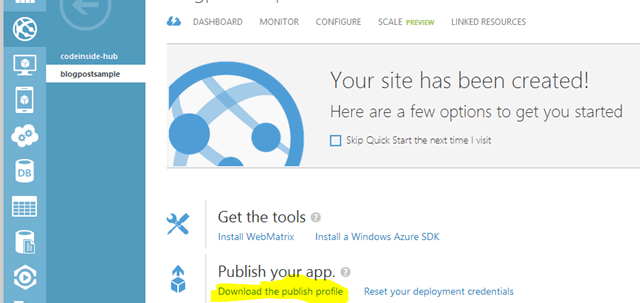 DASHBOARD MONITOR CONFIGURE SCALE PREVIEW LINKED RESOURCES
codeinside-hub
blogpostsample
Your site has been created!
Here are a few options to get you started
Skip Quick Start the next time I visit
DB
Get the tools ?
Install WebMatrix Install a Windows Azure SDK
Publish your app. ?
Download the publish profile Reset your deployment credentials